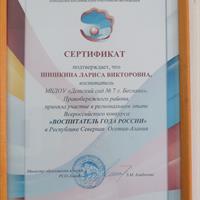 СЕРТИФИКАТ
подтверждает, что
ШИШКИНА ЛАРИСА ВИКТОРОВНА,
воспитатель
МБДОУ «Детский сад № 7 г. Беслана»
Правобережного района,
приняла участие в региональном этапе
Всероссийского конкурса
«ВОСПИТАТЕЛЬ ГОДА РОССИИ»
в Республике Северная Осетия-Алания